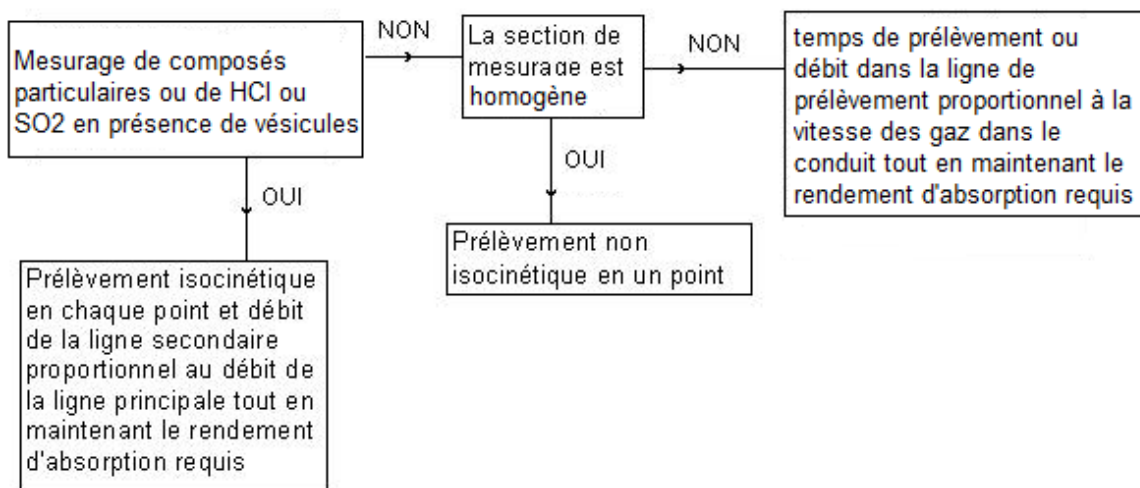 Mesurage de composés
particulaires ou de HCl ou
SO2 en présence de vésicules
NON
La section de
mesurage est
homogène
NON
temps de prélèvement ou
débit dans la ligne de
prélèvement proportionnel à la
vitesse des gaz dans le
conduit tout en maintenant le
rendement d'absorption requis
OUI
OUI
Prélèvement isocinétique
en chaque point et débit
de la ligne secondaire
proportionnel au débit de
la ligne principale tout en
maintenant le rendement
d'absorption requis
Prélèvement non
isocinétique en un point